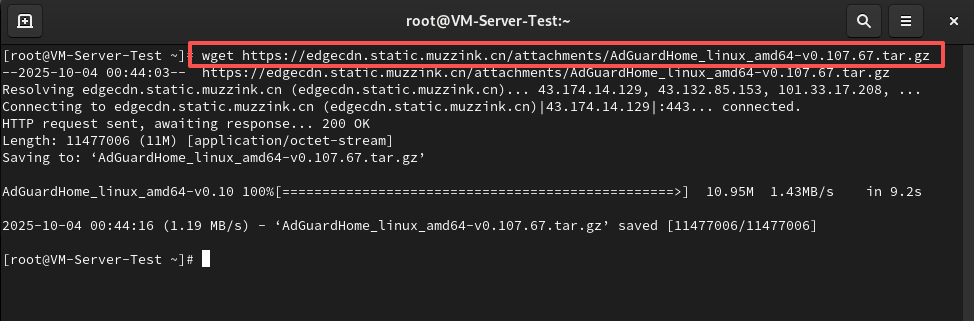 root@VM-Server-Test:~
[root@VM-Server-Test ~]# wget https://edgecdn.static.muzzink.cn/attachments/AdGuardHome_linux_amd64-v0.107.67.tar.gz
--2025-10-04 00:44:03--  https://edgecdn.static.muzzink.cn/attachments/AdGuardHome_linux_amd64-v0.107.67.tar.gz
Resolving edgecdn.static.muzzink.cn (edgecdn.static.muzzink.cn)... 43.174.14.129, 43.132.85.153, 101.33.17.208, ...
Connecting to edgecdn.static.muzzink.cn (edgecdn.static.muzzink.cn)|43.174.14.129|:443... connected.
HTTP request sent, awaiting response... 200 OK
Length: 11477006 (11M) [application/octet-stream]
Saving to: ‘AdGuardHome_linux_amd64-v0.107.67.tar.gz’
AdGuardHome_linux_amd64-v0.10 100%[=================================================>]  10.95M  1.43MB/s    in 9.2s
2025-10-04 00:44:16 (1.19 MB/s) - ‘AdGuardHome_linux_amd64-v0.107.67.tar.gz’ saved [11477006/11477006]
[root@VM-Server-Test ~]#